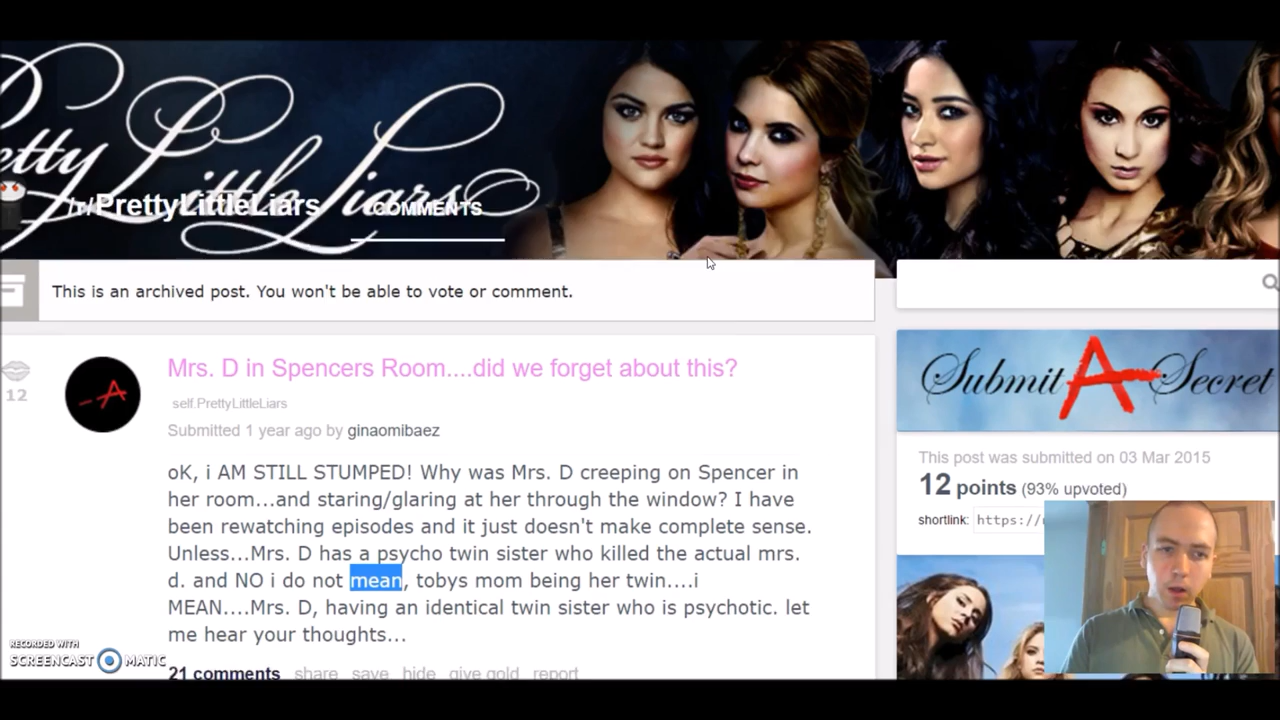 etty Little Liars
/r/PrettyLittleLiars
COMMENTS
This is an archived post. You won't be able to vote or comment.
12
-A
Mrs. D in Spencers Room....did we forget about this?
self.PrettyLittleLiars
Submitted 1 year ago by ginaomibaez
oK, i AM STILL STUMPED! Why was Mrs. D creeping on Spencer in
her room...and staring/glaring at her through the window? I have
been rewatching episodes and it just doesn't make complete sense.
Unless...Mrs. D has a psycho twin sister who killed the actual mrs.
d. and NO i do not mean, tobys mom being her twin....i
MEAN....Mrs. D, having an identical twin sister who is psychotic. let
me hear your thoughts...
21 comments share save hide give gold report
Submit A Secret
This post was submitted on 03 Mar 2015
12 points (93% upvoted)
shortlink: https://
RECORDED WITH
SCREENCAST MATIC